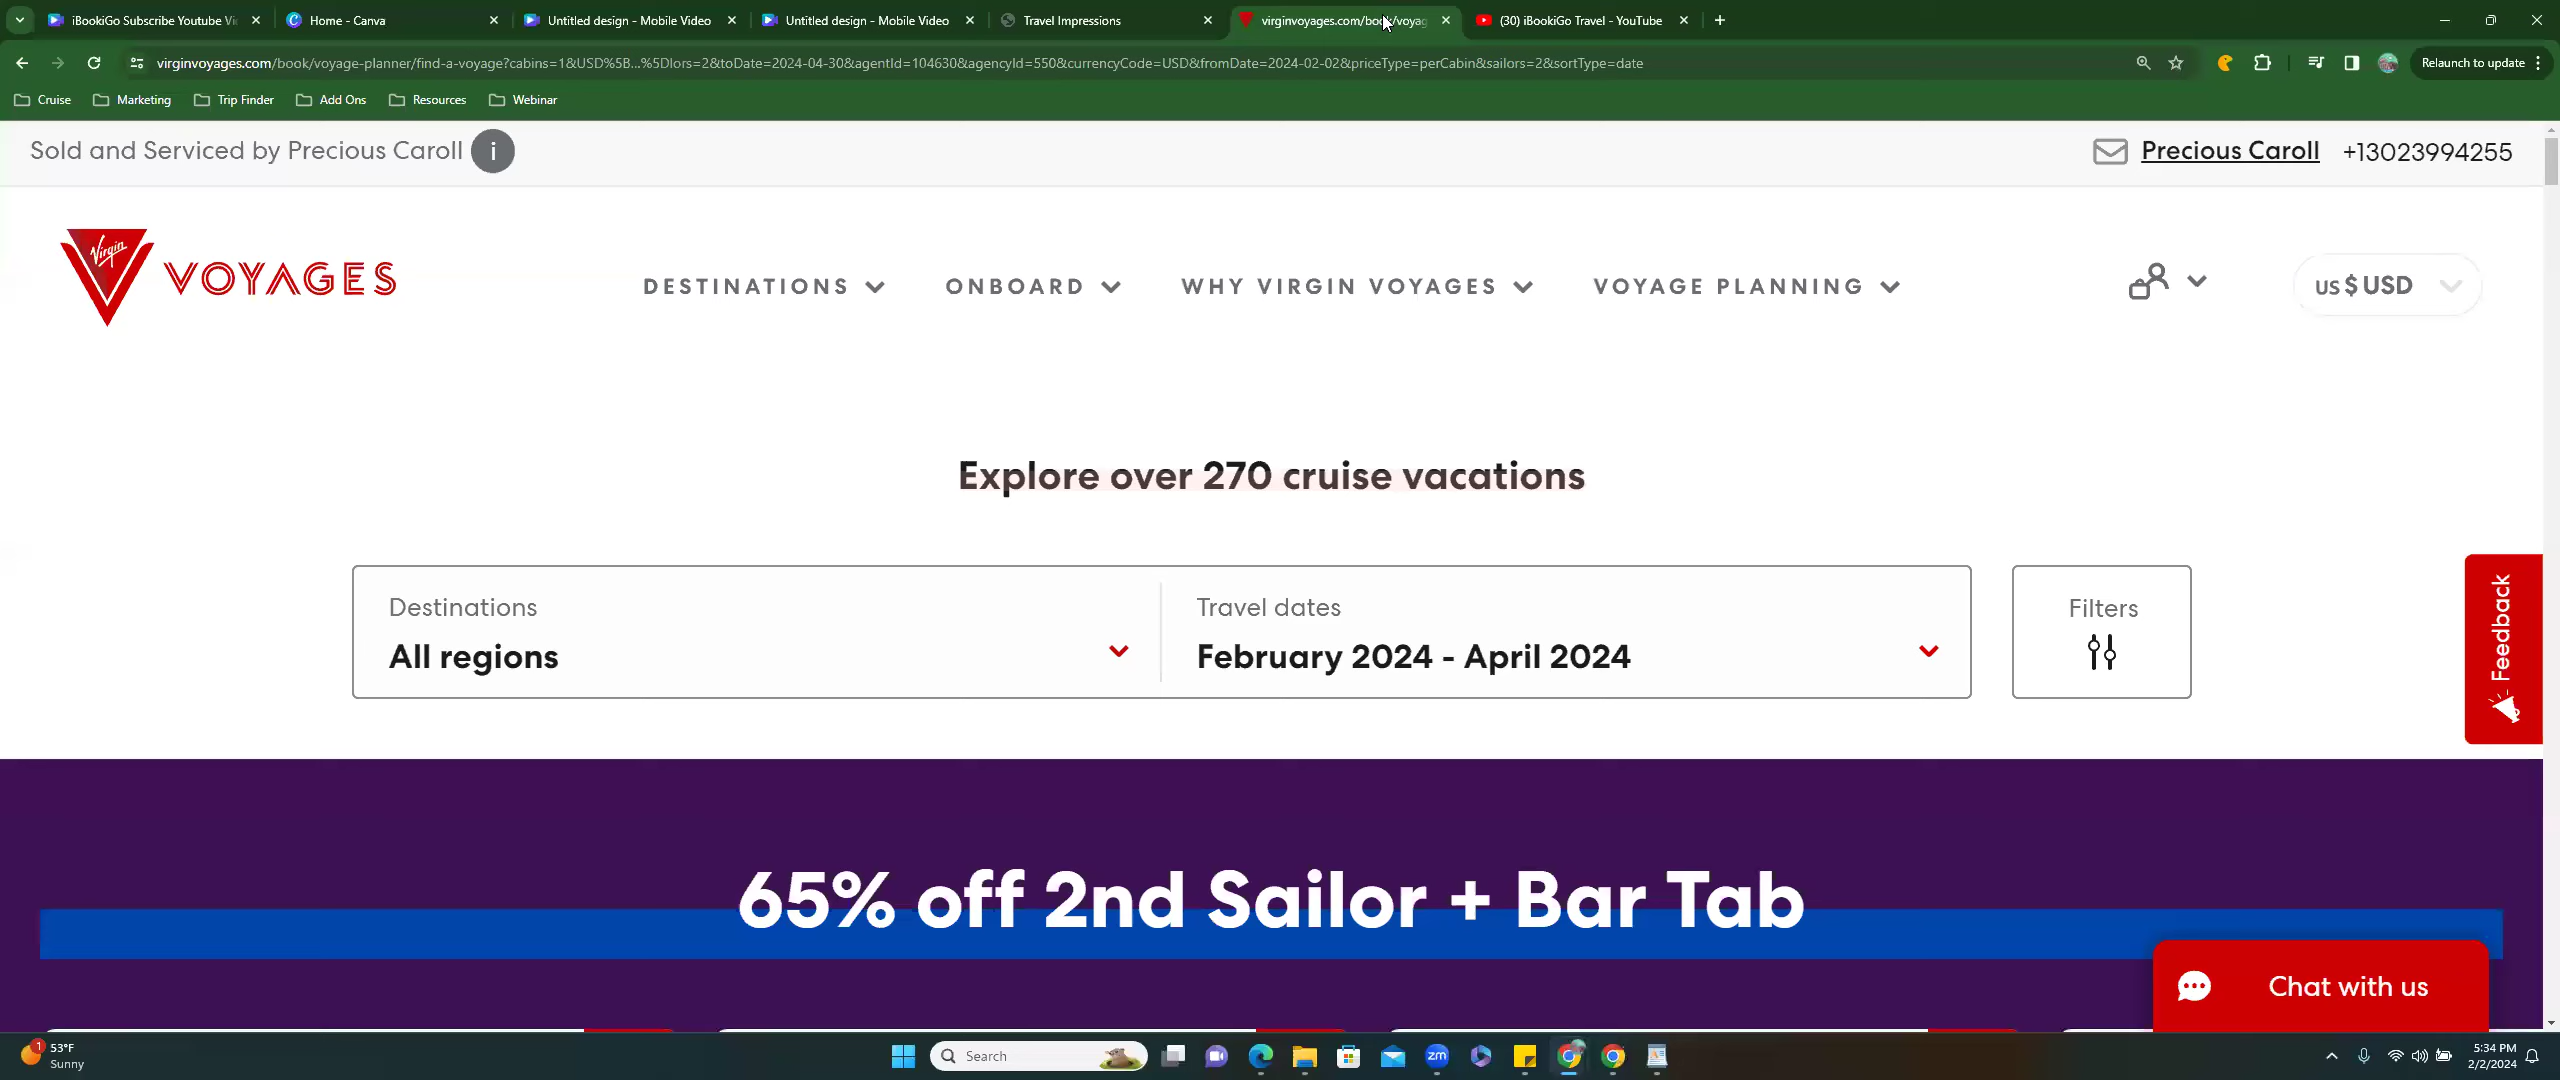 iBookiGo Subscribe Youtube Vi
Home - Canva
Untitled design - Mobile Video
Untitled design - Mobile Video
Travel Impressions
(30) iBookiGo Travel - YouTube
virginvoyages.com/book/voyage-planner/find-a-voyage?cabins=1&USD%5B...%5Dlors=2&toDate=2024-04-30&agentId=104630&agencyId=550&currencyCode=USD&fromDate=2024-02-02&priceType=perCabin&sailors=2&sortType=date
Relaunch to update
Cruise Marketing Trip Finder Add Ons Resources Webinar
Sold and Serviced by Precious Caroll i
Precious Caroll +13023994255
Virgin
VOYAGES
DESTINATIONS ONBOARD WHY VIRGIN VOYAGES VOYAGE PLANNING
US $ USD
Explore over 270 cruise vacations
Destinations
All regions
Travel dates
February 2024 - April 2024
Filters
Feedback
65% off 2nd Sailor + Bar Tab
Chat with us
1
53°F
Sunny
Search
zm
5:34 PM
2/2/2024